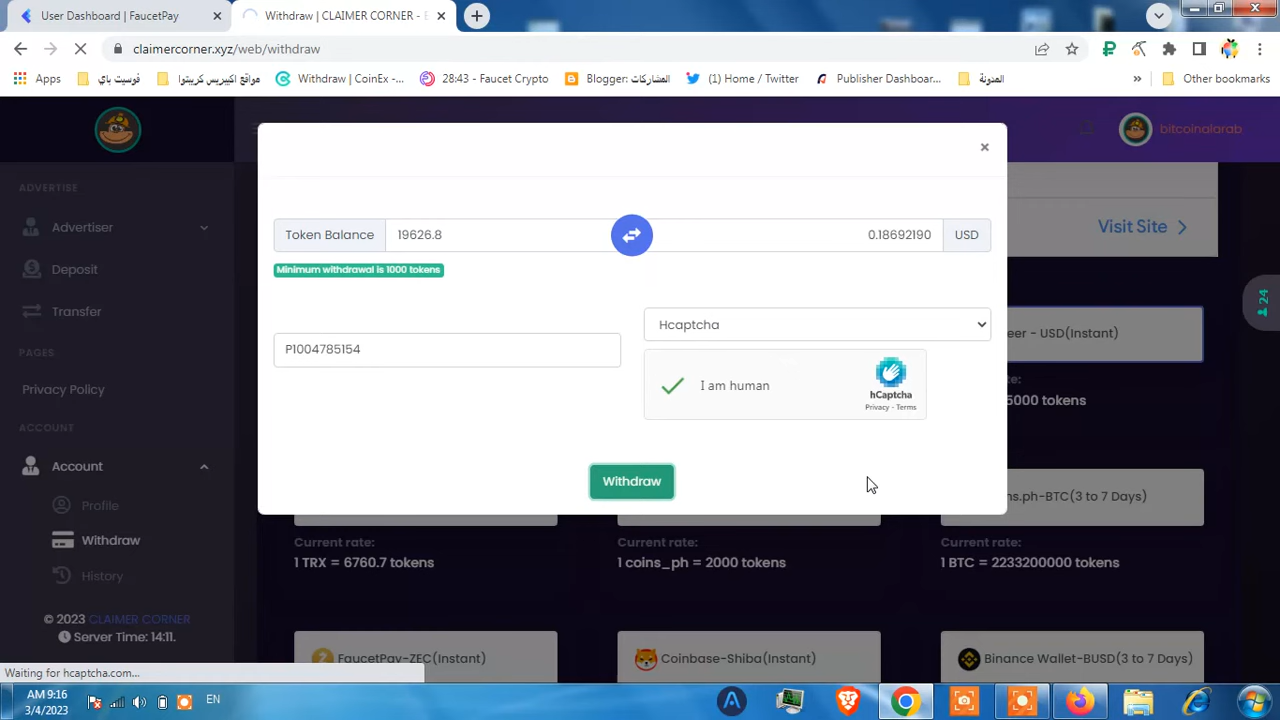 User Dashboard | FaucetPay
Withdraw | CLAIMER CORNER - E
claimercorner.xyz/web/withdraw
Apps
فوسيت باي
مواقع اكبيريس كريبتوا
Withdraw | CoinEx -...
28:43 - Faucet Crypto
Blogger: المشاركات
(1) Home / Twitter
Publisher Dashboar...
المدونة
Other bookmarks
bitcoinalarab
ADVERTISE
Advertiser
Deposit
Transfer
PAGES
Privacy Policy
ACCOUNT
Account
Profile
Withdraw
History
© 2023 CLAIMER CORNER
Server Time: 14:11.
Token Balance
19626.8
0.18692190
USD
Minimum withdrawal is 1000 tokens
P1004785154
Hcaptcha
I am human
hCaptcha
Privacy - Terms
Withdraw
Visit Site
24
eer - USD(Instant)
te:
5000 tokens
ns.ph-BTC(3 to 7 Days)
Current rate:
1 TRX = 6760.7 tokens
Current rate:
1 coins_ph = 2000 tokens
Current rate:
1 BTC = 2233200000 tokens
FaucetPay-ZEC(Instant)
Coinbase-Shiba(Instant)
Binance Wallet-BUSD(3 to 7 Days)
Waiting for hcaptcha.com...
AM 9:16
3/4/2023
EN